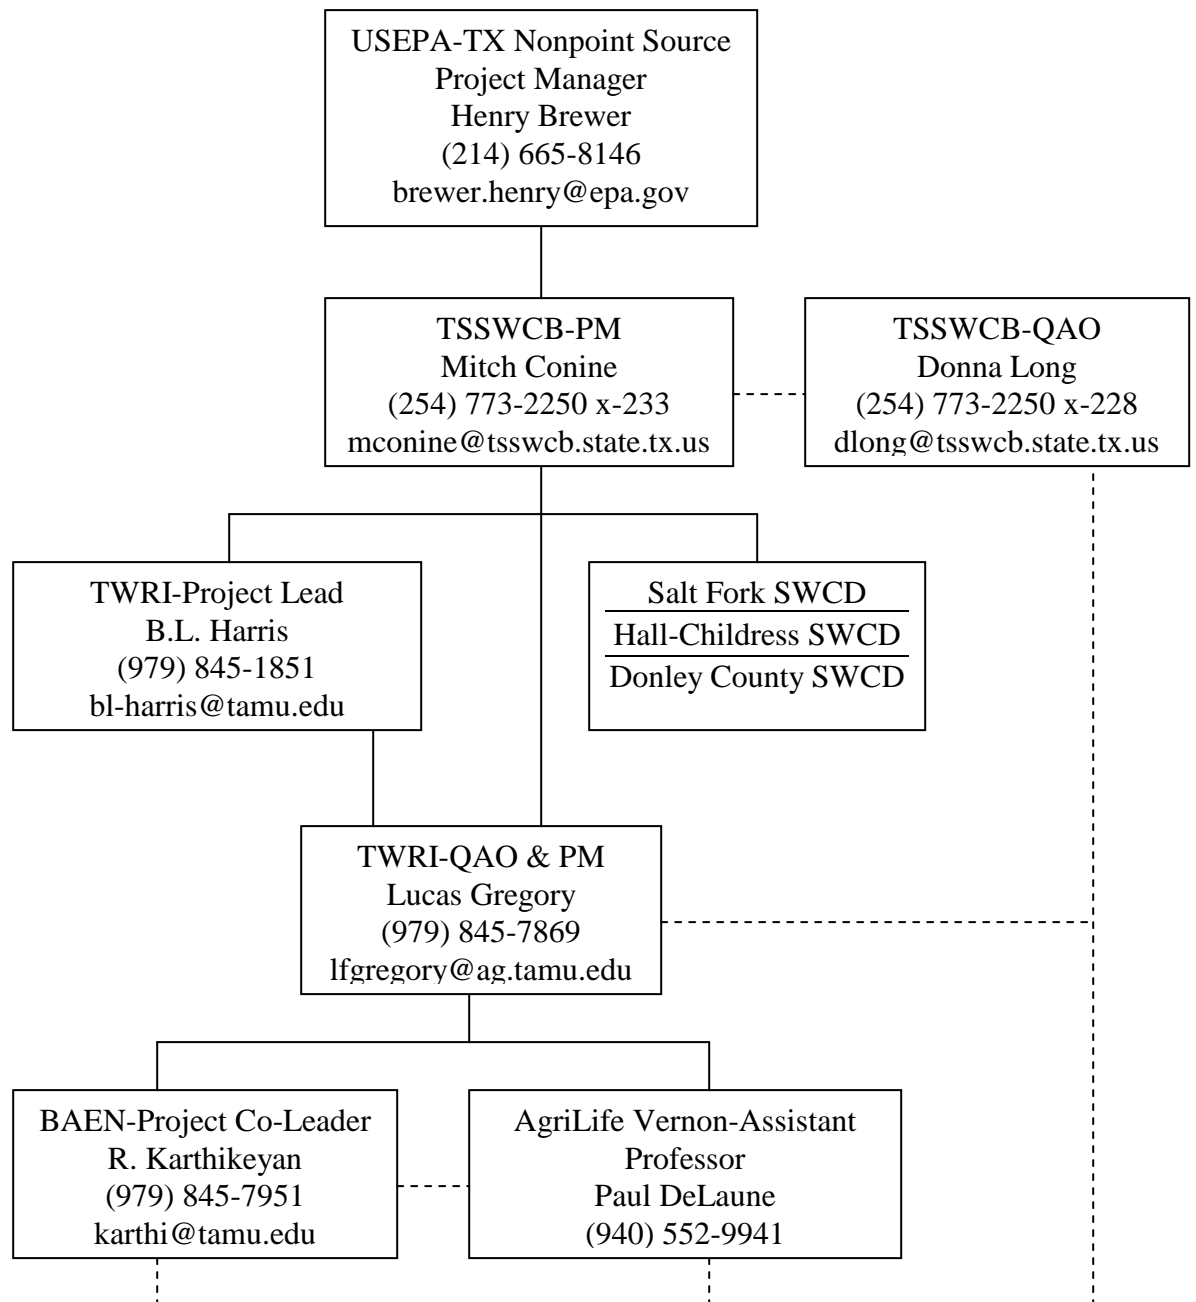 USEPA-TX Nonpoint Source
Project Manager
Henry Brewer
(214) 665-8146
brewer.henry@epa.gov
TSSWCB-PM
Mitch Conine
(254) 773-2250 x-233
mconine@tsswcb.state.tx.us
TSSWCB-QAO
Donna Long
(254) 773-2250 x-228
dlong@tsswcb.state.tx.us
TWRI-Project Lead
B.L. Harris
(979) 845-1851
bl-harris@tamu.edu
Salt Fork SWCD
Hall-Childress SWCD
Donley County SWCD
TWRI-QAO & PM
Lucas Gregory
(979) 845-7869
lfgregory@ag.tamu.edu
BAEN-Project Co-Leader
R. Karthikeyan
(979) 845-7951
karthi@tamu.edu
AgriLife Vernon-Assistant
Professor
Paul DeLaune
(940) 552-9941